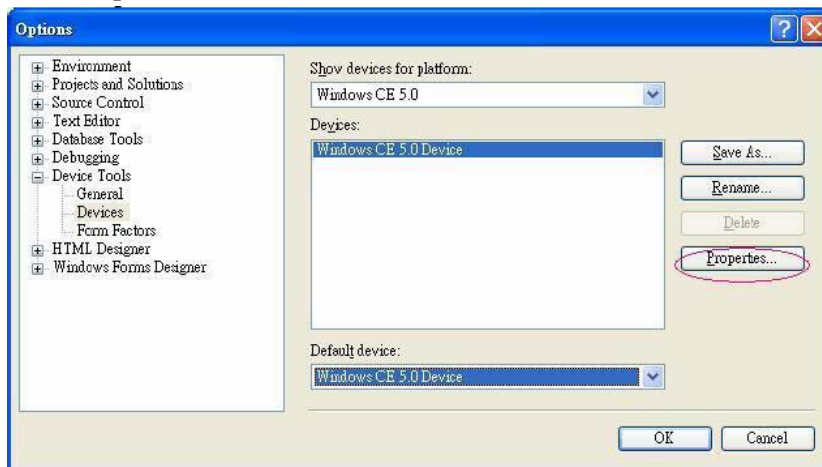 Options
Environment
Projects and Solutions
Source Control
Text Editor
Database Tools
Debugging
Device Tools
General
Devices
Form Factors
HTML Designer
Windows Forms Designer
Show devices for platform:
Windows CE 5.0
Devices:
Windows CE 5.0 Device
Save As...
Rename...
Delete
Properties...
Default device:
Windows CE 5.0 Device
OK
Cancel